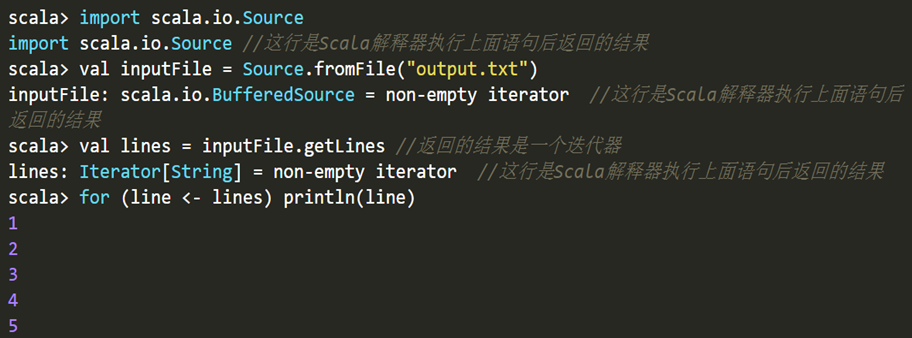 scala> import scala.io.Source
import scala.io.Source //这行是Scala解释器执行上面语句后返回的结果
scala> val inputFile = Source.fromFile("output.txt")
inputFile: scala.io.BufferedSource = non-empty iterator  //这行是Scala解释器执行上面语句后
返回的结果
scala> val lines = inputFile.getLines //返回的结果是一个迭代器
lines: Iterator[String] = non-empty iterator  //这行是Scala解释器执行上面语句后返回的结果
scala> for (line <- lines) println(line)
1
2
3
4
5